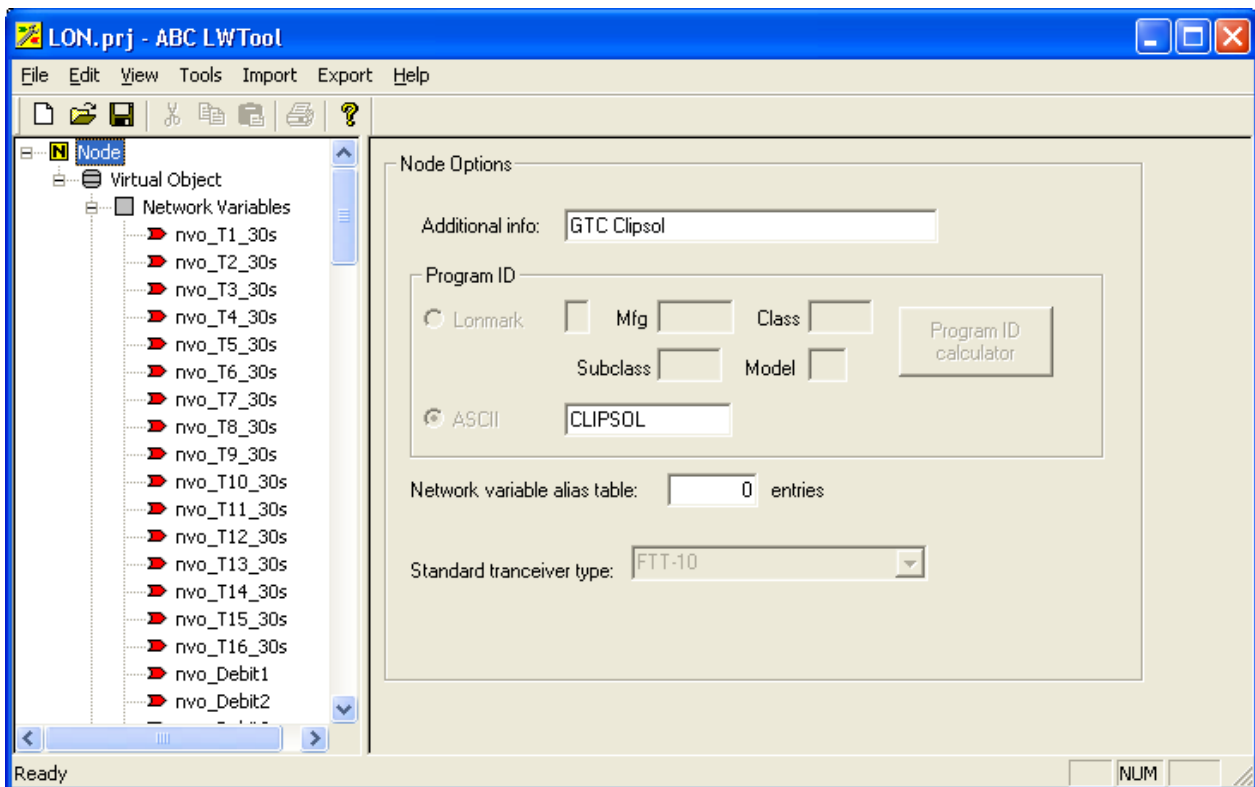 LON.prj - ABC LWTool
File Edit View Tools Import Export Help
N Node
Virtual Object
Network Variables
nvo_T1_30s
nvo_T2_30s
nvo_T3_30s
nvo_T4_30s
nvo_T5_30s
nvo_T6_30s
nvo_T7_30s
nvo_T8_30s
nvo_T9_30s
nvo_T10_30s
nvo_T11_30s
nvo_T12_30s
nvo_T13_30s
nvo_T14_30s
nvo_T15_30s
nvo_T16_30s
nvo_Debit1
nvo_Debit2
Node Options
Additional info: GTC Clipsol
Program ID
Lonmark Mfg Class
Program ID
calculator
Subclass Model
ASCII CLIPSOL
Network variable alias table: 0 entries
Standard tranceiver type: FTT-10
Ready NUM